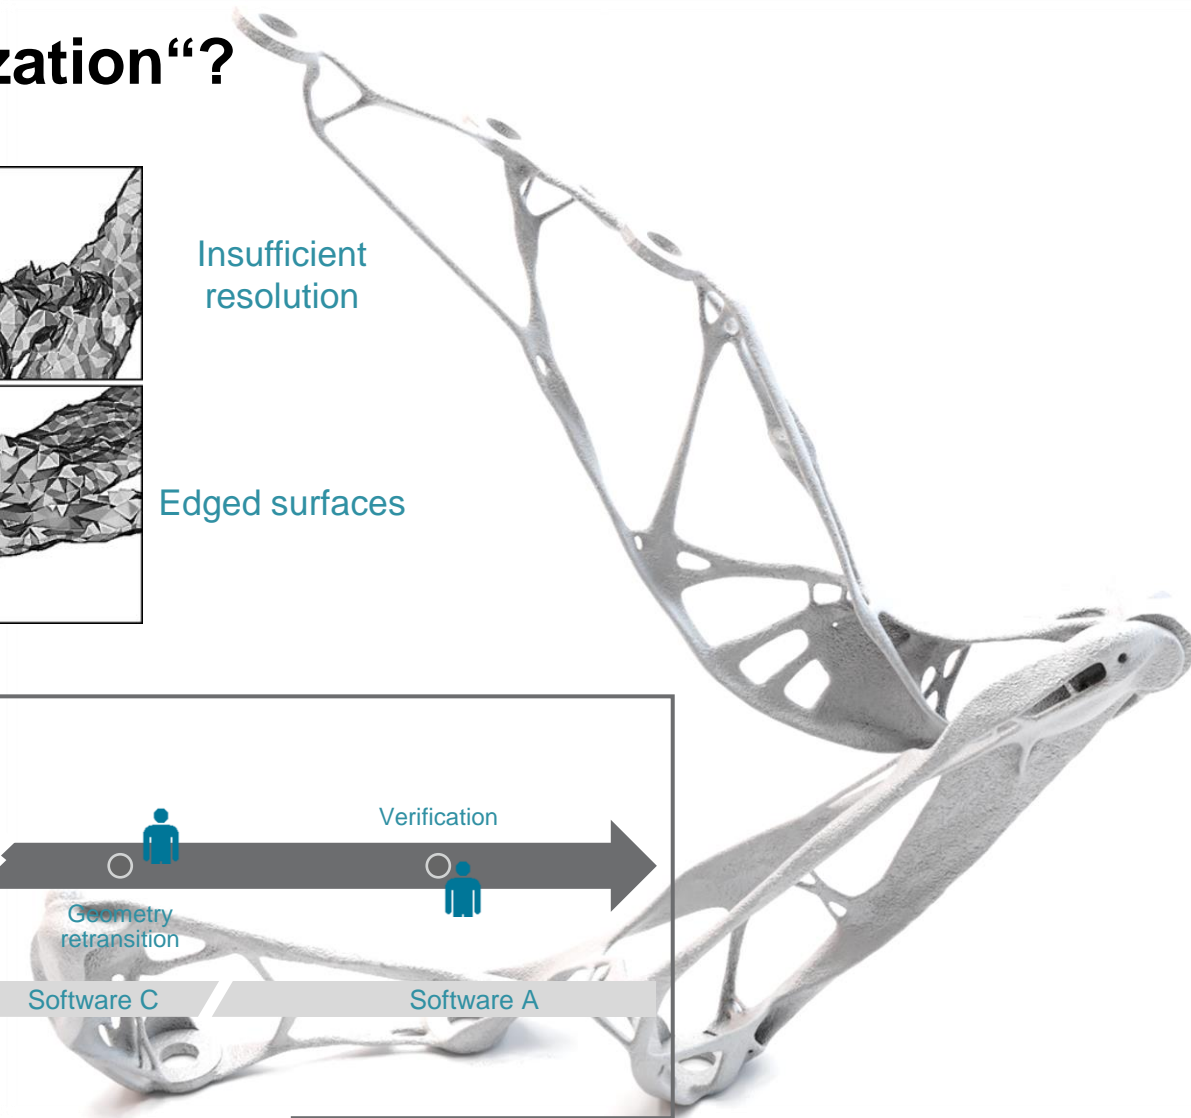 zation“?
Insufficient
resolution
Edged surfaces
Verification
Geometry
retransition
Software C
Software A